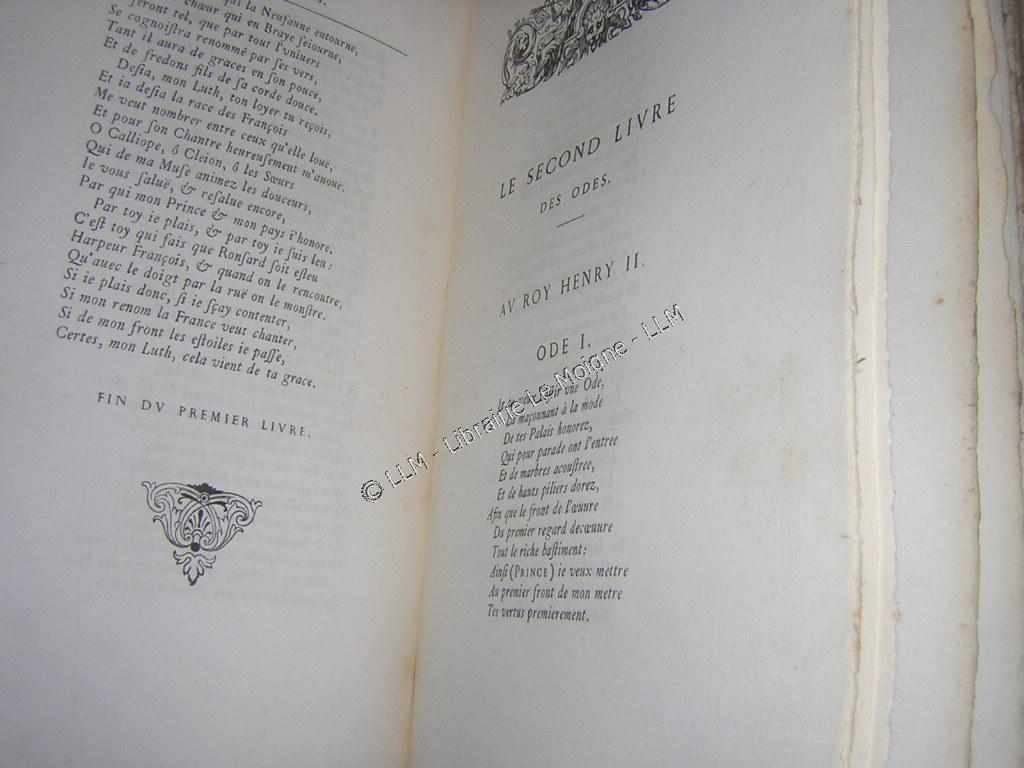 qui la Neufaune entourne,
chœur qui en Braye ſeiourne,
ſeront tel, que par tout l'vniuers
Se cognoiſtra renommé par ſes vers,
Tant il aura de graces en ſon pouce,
Et de fredons fils de ſa corde douce.
Deſia, mon Luth, ton loyer tu reçois,
Et ia deſia la race des François
Me veut nombrer entre ceux qu'elle louë,
Et pour ſon Chantre heureuſement m'auouë.
O Calliope, ô Cleion, ô les Sœurs
Qui de ma Muſe animez les douceurs,
Ie vous ſaluë, & reſalue encore,
Par qui mon Prince & mon pays i'honore.
Par toy ie plais, & par toy ie ſuis leu:
C'eſt toy qui fais que Ronſard ſoit eſleu
Harpeur François, & quand on le rencontre,
Qu'auec le doigt par la ruë on le monſtre.
Si ie plais donc, ſi ie ſçay contenter,
Si mon renom la France veut chanter,
Si de mon front les eſtoiles ie paſſe,
Certes, mon Luth, cela vient de ta grace.
FIN DV PREMIER LIVRE.
LE SECOND LIVRE
DES ODES.
AV ROY HENRY II.
ODE I.
vne Ode,
La maçonnant à la mode
De tes Palais honorez,
Qui pour parade ont l'entree
Et de marbres acouſtree,
Et de hauts piliers dorez,
Afin que le front de l'œuure
Du premier regard decœuure
Tout le riche baſtiment:
Ainſi (PRINCE) ie veux mettre
Au premier front de mon metre
Tes vertus premierement.
© LLM - Librairie Le Moigne - LLM